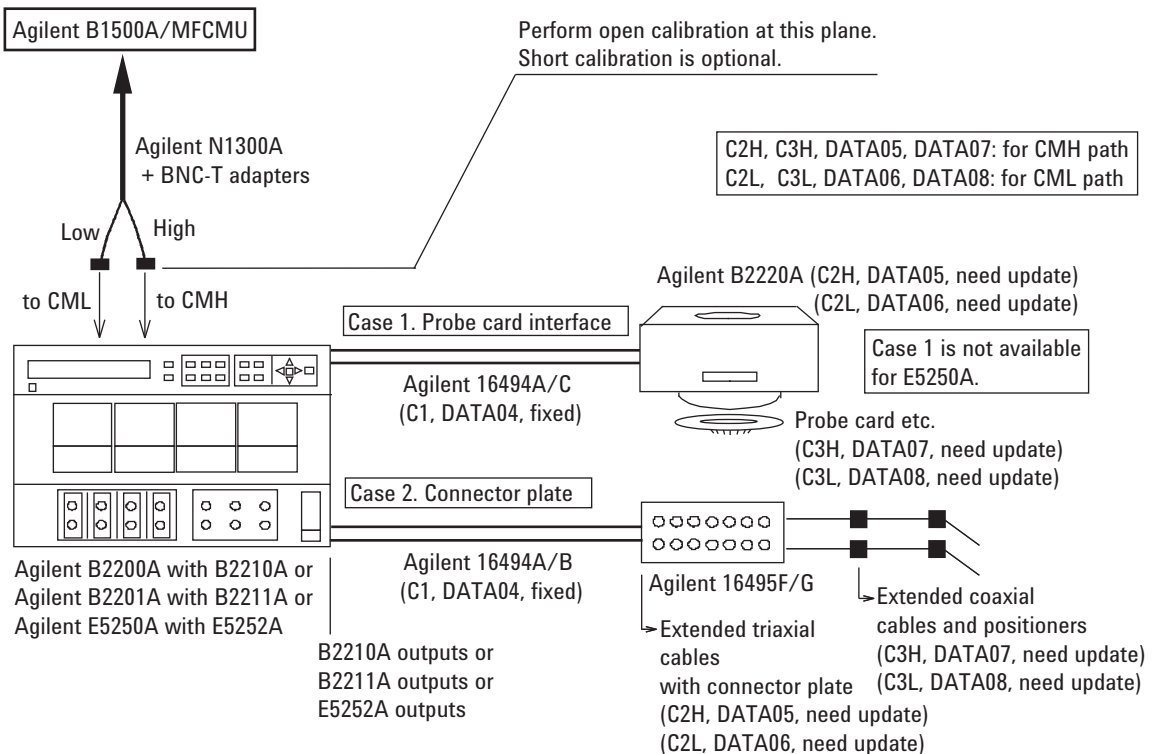 Agilent B1500A/MFCMU
Perform open calibration at this plane.
Short calibration is optional.
Agilent N1300A
+ BNC-T adapters
C2H, C3H, DATA05, DATA07: for CMH path
C2L, C3L, DATA06, DATA08: for CML path
Low
High
to CML
to CMH
Agilent B2220A (C2H, DATA05, need update)
(C2L, DATA06, need update)
Case 1. Probe card interface
Case 1 is not available
for E5250A.
Agilent 16494A/C
(C1, DATA04, fixed)
Probe card etc.
(C3H, DATA07, need update)
(C3L, DATA08, need update)
Case 2. Connector plate
Agilent 16494A/B
(C1, DATA04, fixed)
Agilent 16495F/G
Agilent B2200A with B2210A or
Agilent B2201A with B2211A or
Agilent E5250A with E5252A
B2210A outputs or
B2211A outputs or
E5252A outputs
Extended triaxial
cables
with connector plate
(C2H, DATA05, need update)
(C2L, DATA06, need update)
Extended coaxial
cables and positioners
(C3H, DATA07, need update)
(C3L, DATA08, need update)